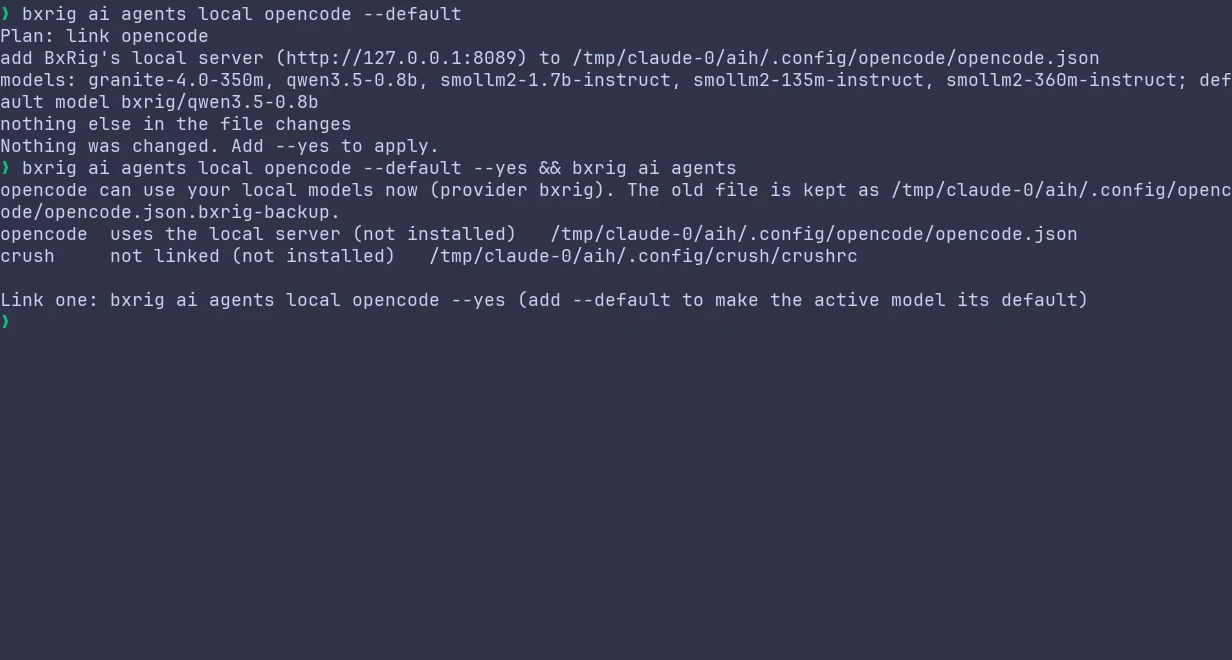 ❯ bxrig ai agents local opencode --default
Plan: link opencode
add BxRig's local server (http://127.0.0.1:8089) to /tmp/claude-0/aih/.config/opencode/opencode.json
models: granite-4.0-350m, qwen3.5-0.8b, smollm2-1.7b-instruct, smollm2-135m-instruct, smollm2-360m-instruct; def
ault model bxrig/qwen3.5-0.8b
nothing else in the file changes
Nothing was changed. Add --yes to apply.
❯ bxrig ai agents local opencode --default --yes && bxrig ai agents
opencode can use your local models now (provider bxrig). The old file is kept as /tmp/claude-0/aih/.config/openc
ode/opencode.json.bxrig-backup.
opencode  uses the local server (not installed)   /tmp/claude-0/aih/.config/opencode/opencode.json
crush     not linked (not installed)   /tmp/claude-0/aih/.config/crush/crushrc

Link one: bxrig ai agents local opencode --yes (add --default to make the active model its default)
❯